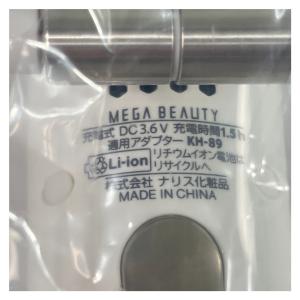 MEGA BEAUTY
充電式 DC3.6V 充電時間1.5h
適用アダプター KH-89
Li-ion リチウムイオン電池は
リサイクルへ
株式会社 ナリス化粧品
MADE IN CHINA